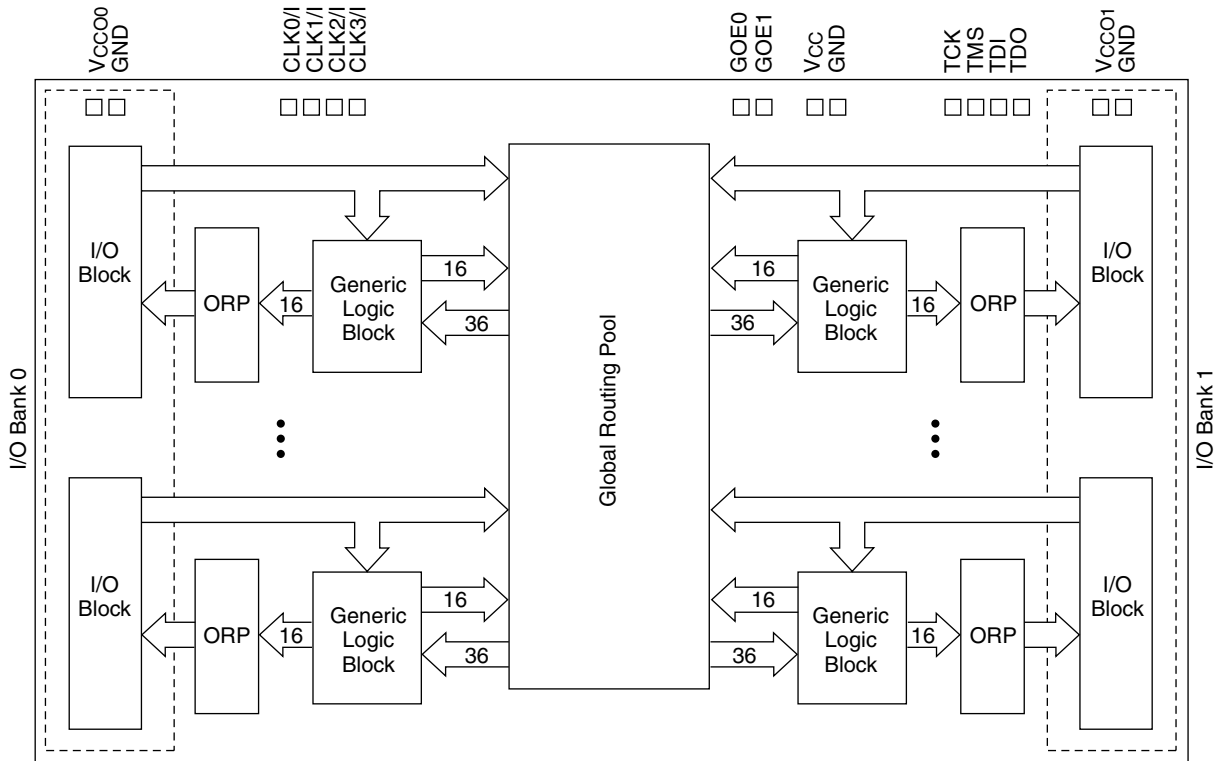 VCCO0
GND
CLK0/I
CLK1/I
CLK2/I
CLK3/I
GOE0
GOE1
VCC
GND
TCK
TMS
TDI
TDO
VCCO1
GND
I/O Bank 0
I/O
Block
ORP
16
Generic
Logic
Block
16
36
Global Routing Pool
16
36
Generic
Logic
Block
16
ORP
I/O
Block
I/O Bank 1
I/O
Block
ORP
16
Generic
Logic
Block
16
36
16
36
Generic
Logic
Block
16
ORP
I/O
Block